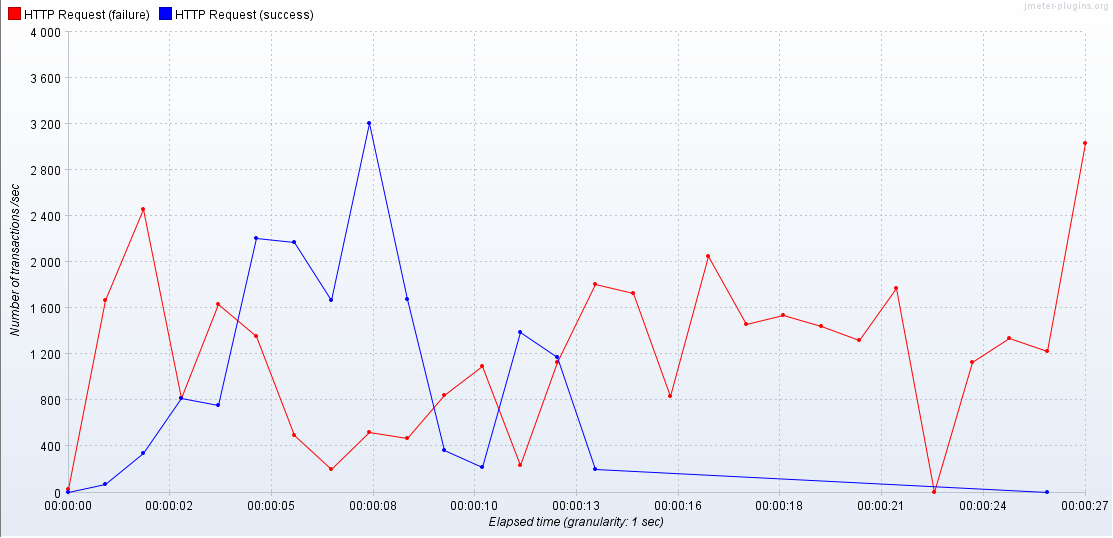 jmeter-plugins.org
HTTP Request (failure) HTTP Request (success)
4 000
3 600
3 200
2 800
2 400
2 000
1 600
1 200
800
400
0
Number of transactions /sec
00:00:00 00:00:02 00:00:05 00:00:08 00:00:10 00:00:13 00:00:16 00:00:18 00:00:21 00:00:24 00:00:27
Elapsed time (granularity: 1 sec)